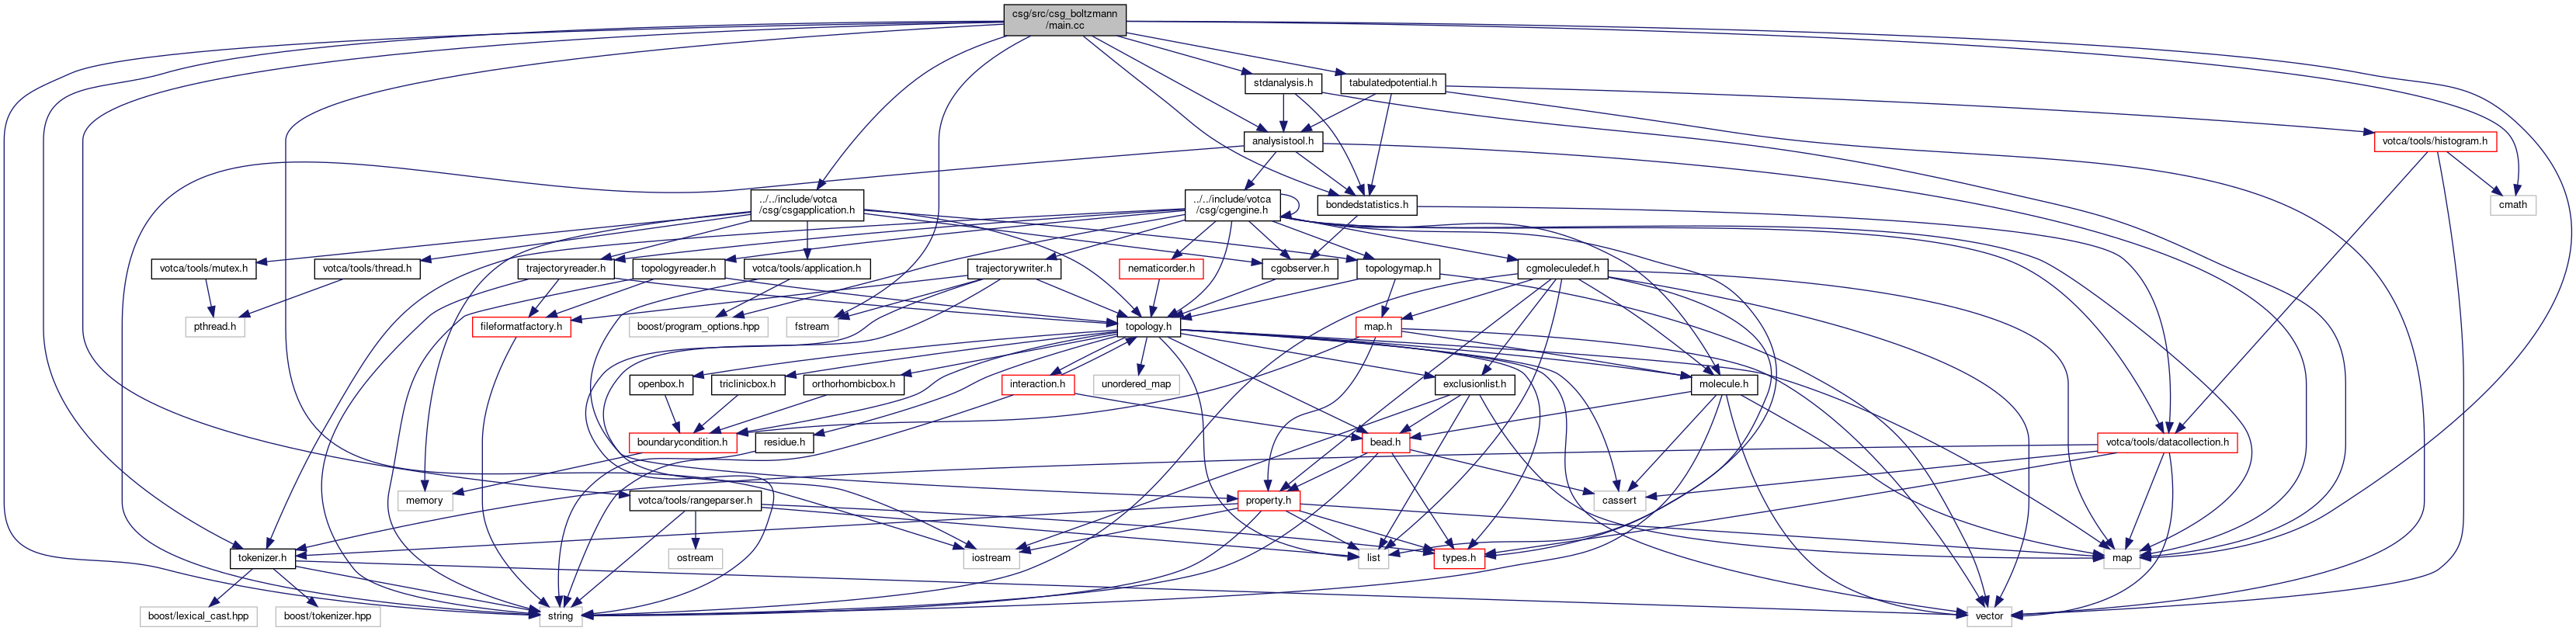 csg/src/csg_boltzmann
/main.cc
stdanalysis.h
tabulatedpotential.h
analysistool.h
votca/tools/histogram.h
../../include/votca
/csg/csgapplication.h
../../include/votca
/csg/cgengine.h
bondedstatistics.h
cmath
votca/tools/mutex.h
votca/tools/thread.h
trajectoryreader.h
topologyreader.h
votca/tools/application.h
trajectorywriter.h
nematicorder.h
cgobserver.h
topologymap.h
cgmoleculedef.h
pthread.h
fileformatfactory.h
boost/program_options.hpp
fstream
topology.h
map.h
openbox.h
triclinicbox.h
orthorhombicbox.h
interaction.h
unordered_map
exclusionlist.h
molecule.h
boundarycondition.h
residue.h
bead.h
votca/tools/datacollection.h
memory
votca/tools/rangeparser.h
property.h
cassert
tokenizer.h
ostream
iostream
list
types.h
map
boost/lexical_cast.hpp
boost/tokenizer.hpp
string
vector